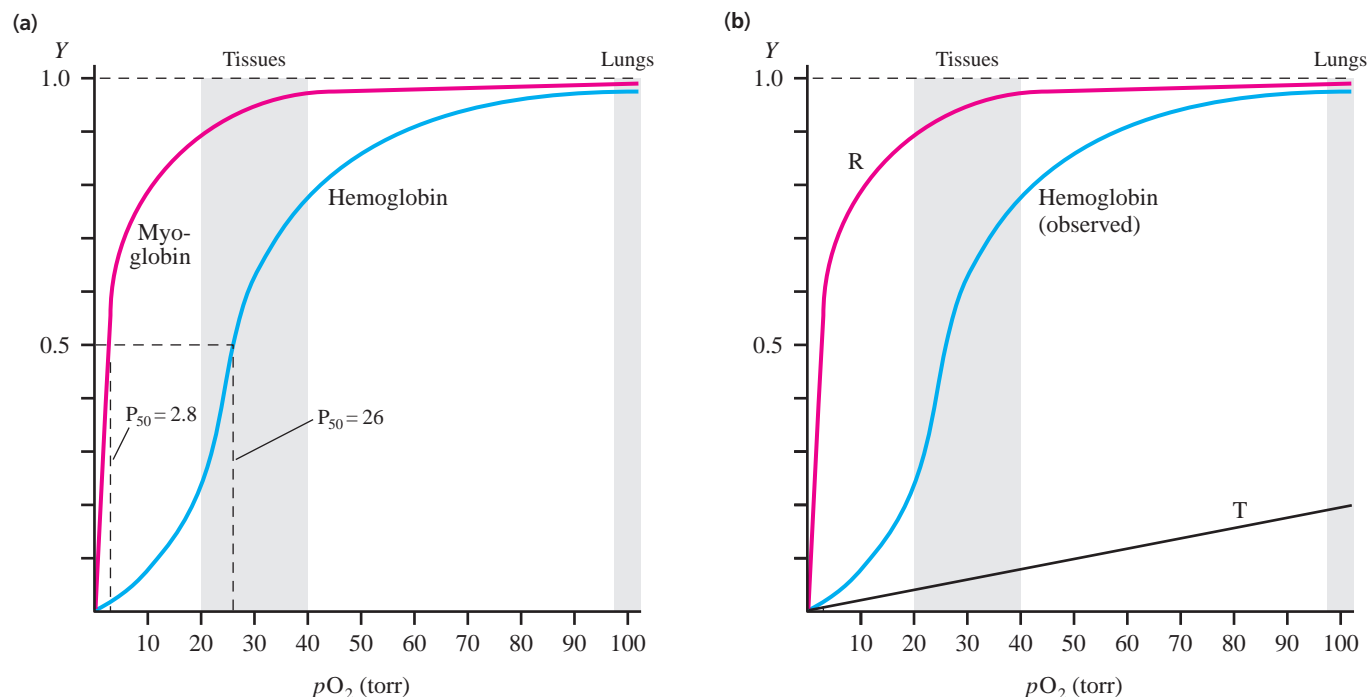 (a)
Y
Tissues
Lungs
1.0
Hemoglobin
Myo-
globin
0.5
P₅₀ = 2.8
P₅₀ = 26
10 20 30 40 50 60 70 80 90 100
pO₂ (torr)
(b)
Y
Tissues
Lungs
1.0
R
Hemoglobin
(observed)
0.5
T
10 20 30 40 50 60 70 80 90 100
pO₂ (torr)